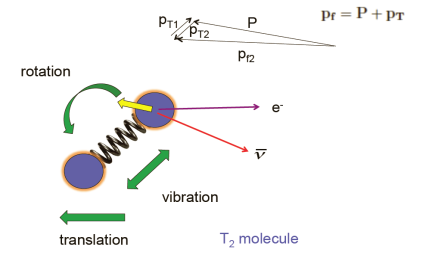 p_T1
P
p_T2
p_f2
p_f = P + p_T
rotation
e⁻
ν̅
vibration
translation
T₂ molecule